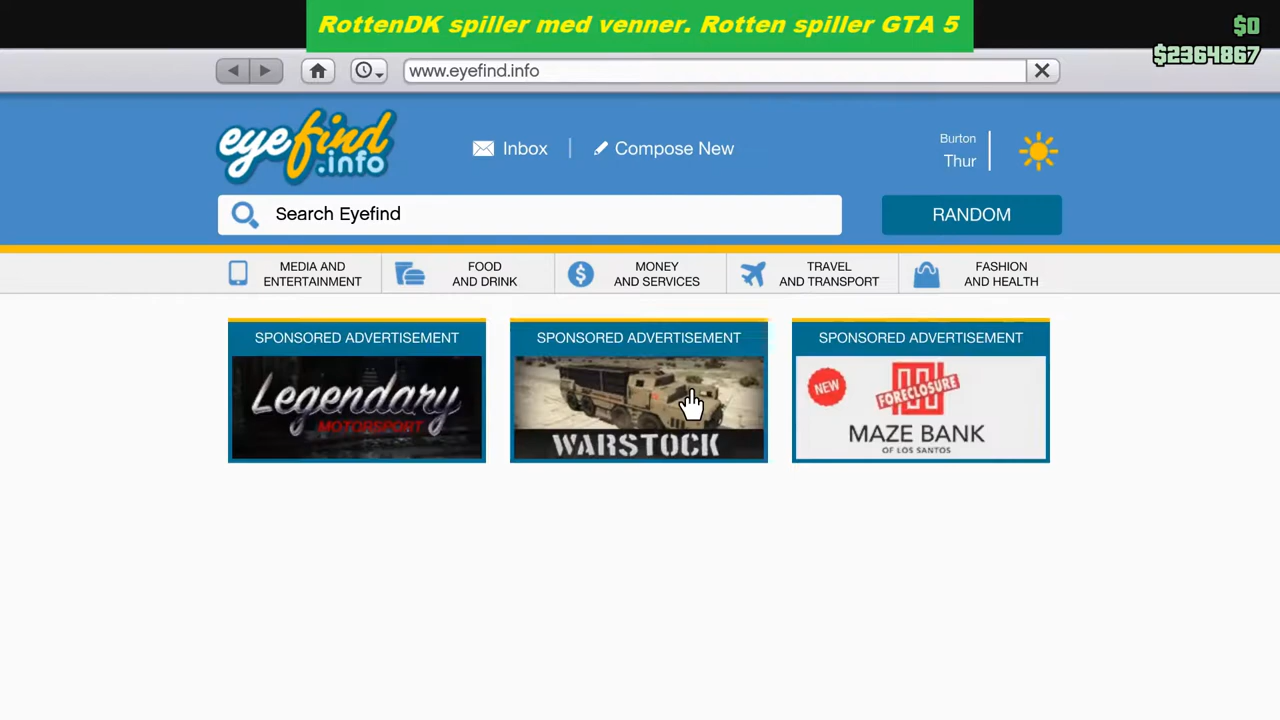 RottenDK spiller med venner. Rotten spiller GTA 5
$0
$2364867
www.eyefind.info
eyefind.info
Inbox
Compose New
Burton
Thur
Search Eyefind
RANDOM
MEDIA AND ENTERTAINMENT
FOOD AND DRINK
MONEY AND SERVICES
TRAVEL AND TRANSPORT
FASHION AND HEALTH
SPONSORED ADVERTISEMENT
Legendary
MOTORSPORT
SPONSORED ADVERTISEMENT
WARSTOCK
SPONSORED ADVERTISEMENT
NEW
FORECLOSURE
MAZE BANK
OF LOS SANTOS